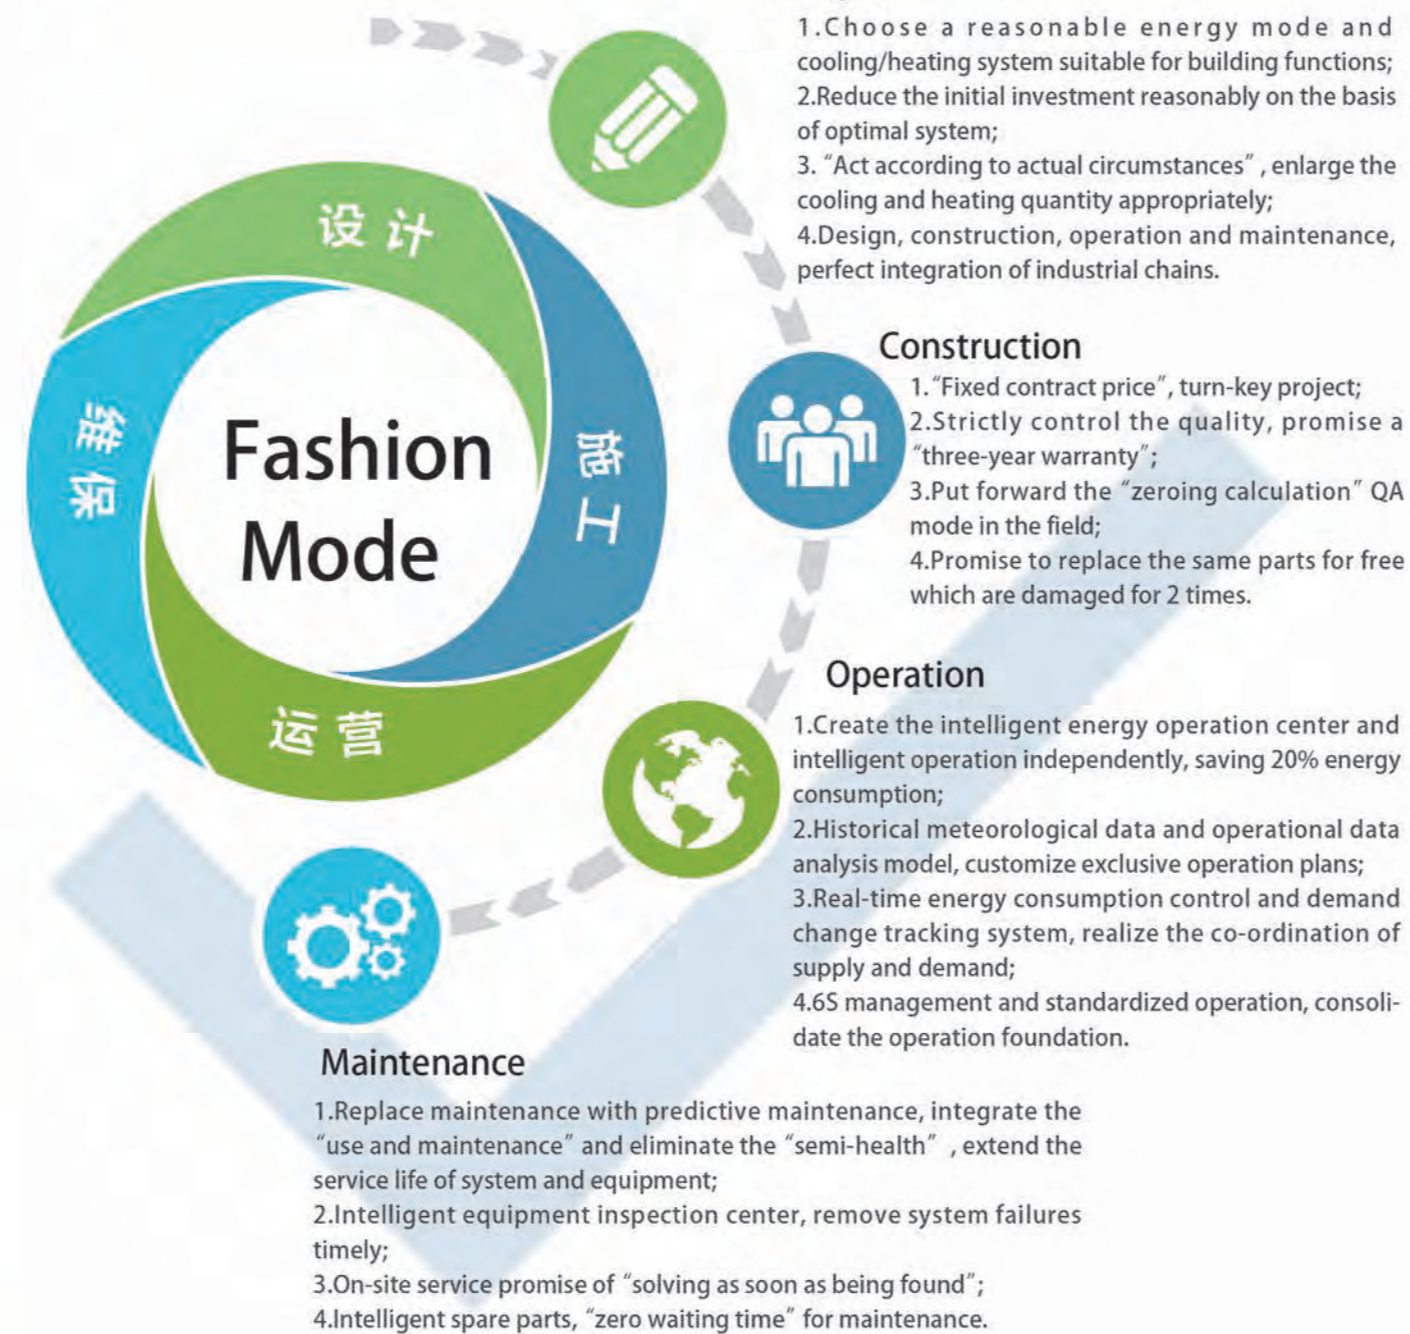 1.Choose a reasonable energy mode and
cooling/heating system suitable for building functions;
2.Reduce the initial investment reasonably on the basis
of optimal system;
3. “Act according to actual circumstances” , enlarge the
cooling and heating quantity appropriately;
4.Design, construction, operation and maintenance,
perfect integration of industrial chains.
设计
施工
运营
维保
Fashion
Mode
Construction
1.“Fixed contract price”, turn-key project;
2.Strictly control the quality, promise a
“three-year warranty”;
3.Put forward the “zeroing calculation” QA
mode in the field;
4.Promise to replace the same parts for free
which are damaged for 2 times.
Operation
1.Create the intelligent energy operation center and
intelligent operation independently, saving 20% energy
consumption;
2.Historical meteorological data and operational data
analysis model, customize exclusive operation plans;
3.Real-time energy consumption control and demand
change tracking system, realize the co-ordination of
supply and demand;
4.6S management and standardized operation, consoli-
date the operation foundation.
Maintenance
1.Replace maintenance with predictive maintenance, integrate the
“use and maintenance” and eliminate the “semi-health” , extend the
service life of system and equipment;
2.Intelligent equipment inspection center, remove system failures
timely;
3.On-site service promise of “solving as soon as being found”;
4.Intelligent spare parts, “zero waiting time” for maintenance.